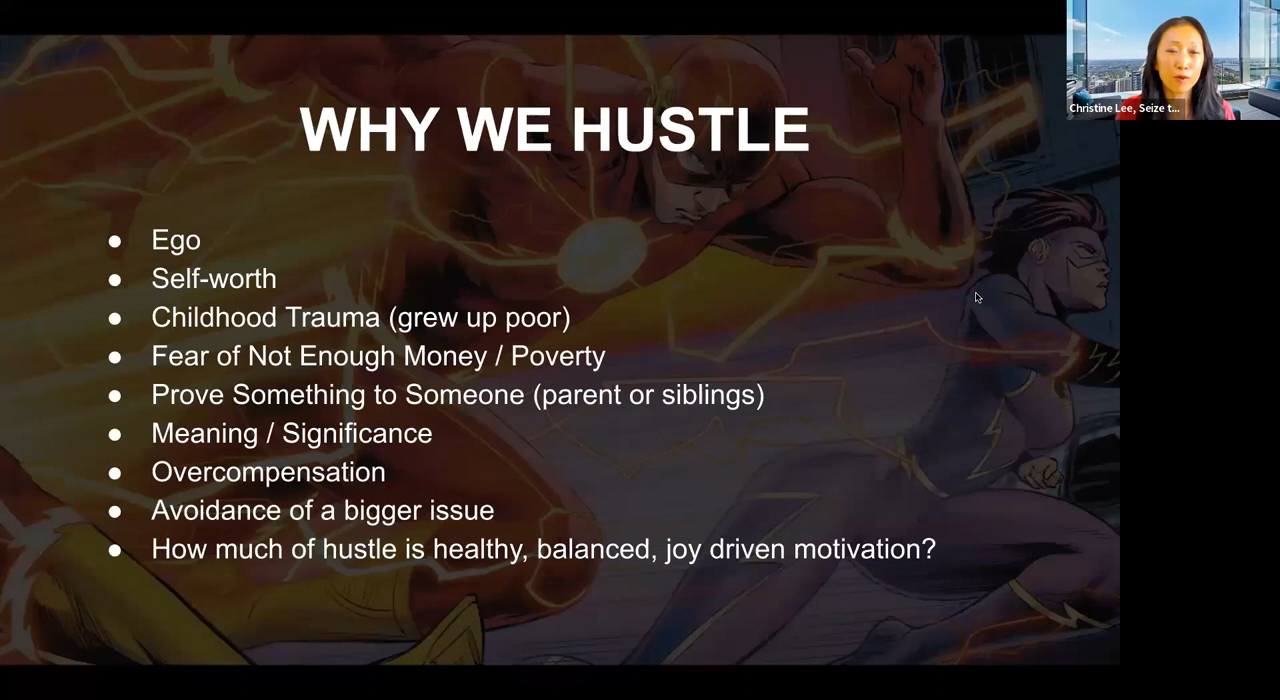 WHY WE HUSTLE
● Ego
● Self-worth
● Childhood Trauma (grew up poor)
● Fear of Not Enough Money / Poverty
● Prove Something to Someone (parent or siblings)
● Meaning / Significance
● Overcompensation
● Avoidance of a bigger issue
● How much of hustle is healthy, balanced, joy driven motivation?
Christine Lee, Seize t...